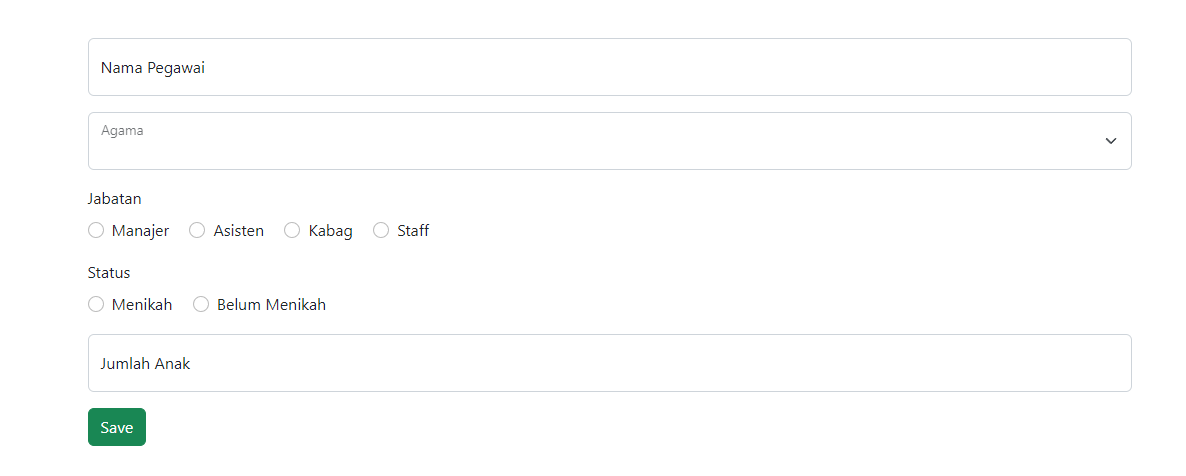 Nama Pegawai
Agama
Jabatan
Manajer Asisten Kabag Staff
Status
Menikah Belum Menikah
Jumlah Anak
Save